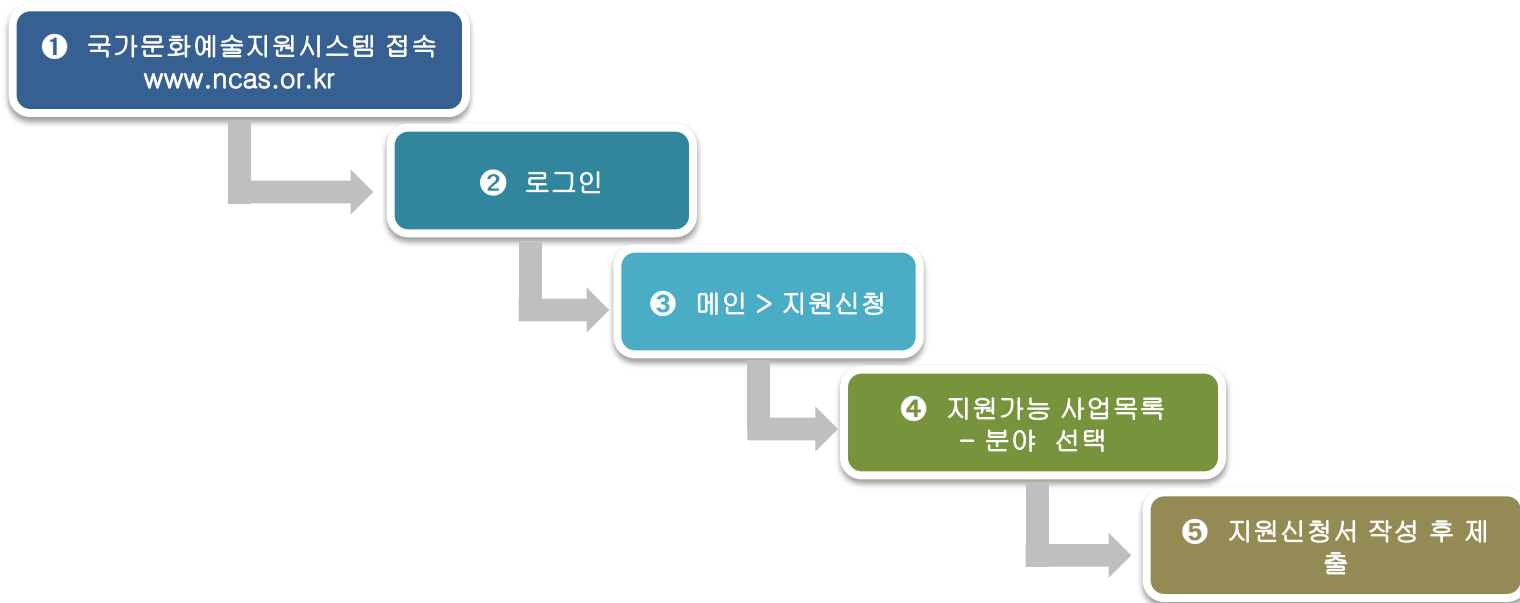 ❶ 국가문화예술지원시스템 접속
www.ncas.or.kr
❷ 로그인
❸ 메인 > 지원신청
❹ 지원가능 사업목록
- 분야 선택
❺ 지원신청서 작성 후 제
출